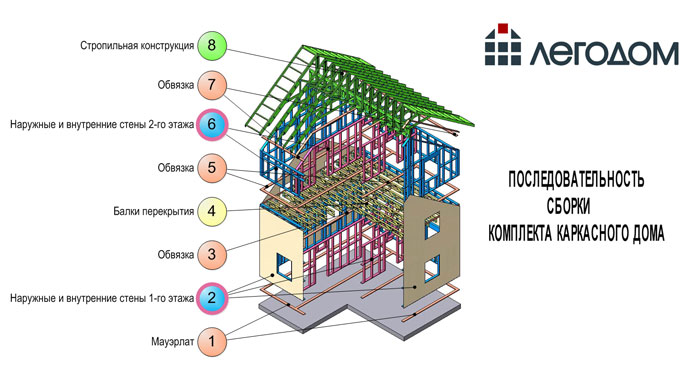 Стропильная конструкция 8
Обвязка 7
Наружные и внутренние стены 2-го этажа 6
Обвязка 5
Балки перекрытия 4
Обвязка 3
Наружные и внутренние стены 1-го этажа 2
Мауэрлат 1
ЛЕГОДОМ
ПОСЛЕДОВАТЕЛЬНОСТЬ
СБОРКИ
КОМПЛЕКТА КАРКАСНОГО ДОМА